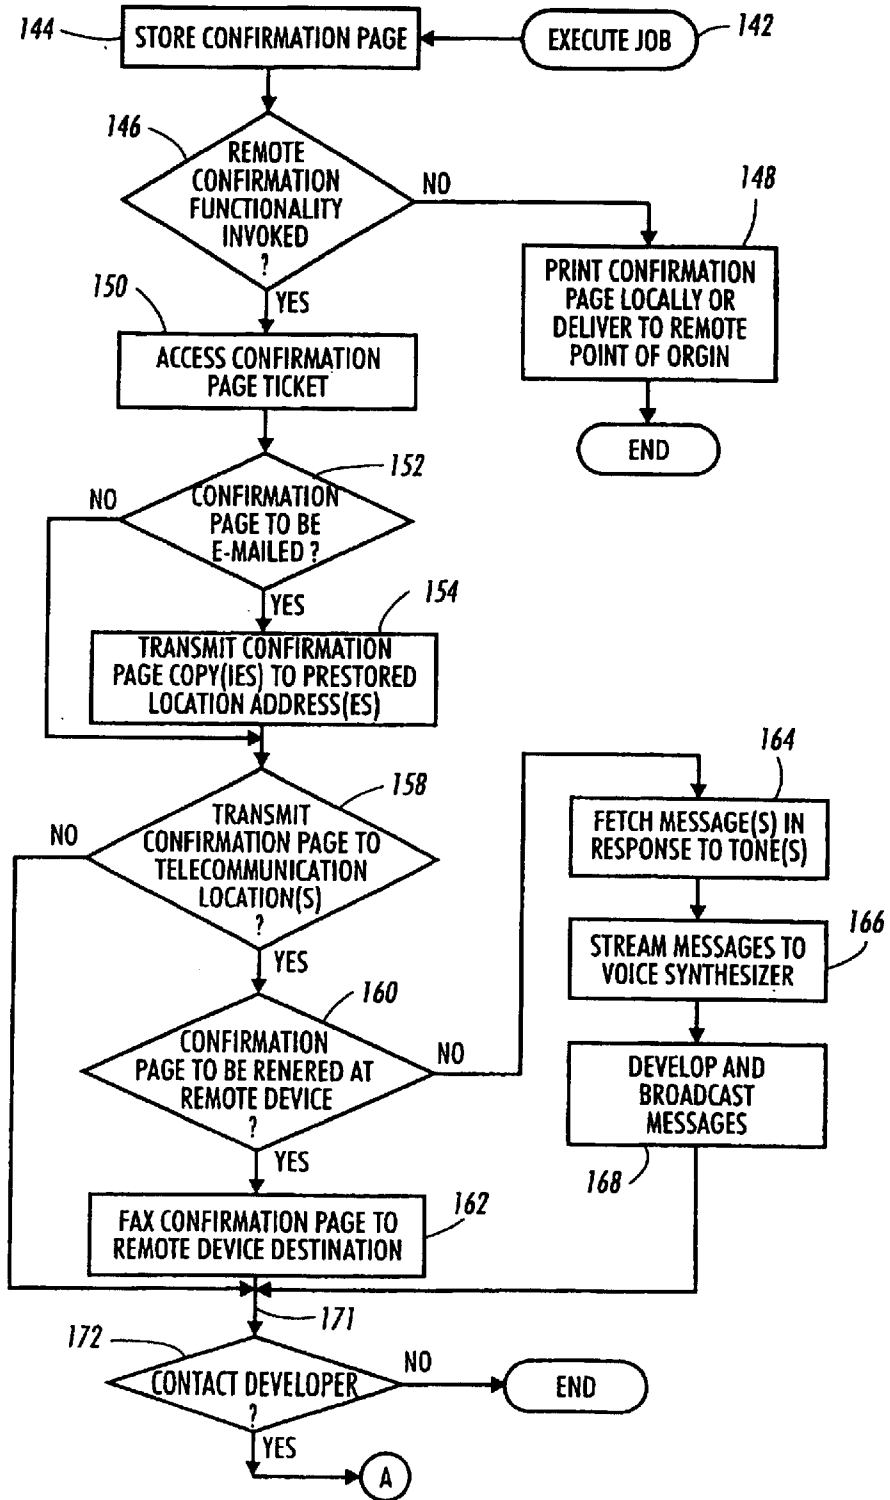 144
STORE CONFIRMATION PAGE
EXECUTE JOB
142
146
REMOTE
CONFIRMATION
FUNCTIONALITY
INVOKED
?
NO
148
PRINT CONFIRMATION
PAGE LOCALLY OR
DELIVER TO REMOTE
POINT OF ORGIN
END
YES
150
ACCESS CONFIRMATION
PAGE TICKET
152
CONFIRMATION
PAGE TO BE
E-MAILED ?
NO
YES
154
TRANSMIT CONFIRMATION
PAGE COPY(IES) TO PRESTORED
LOCATION ADDRESS(ES)
158
TRANSMIT
CONFIRMATION PAGE TO
TELECOMMUNICATION
LOCATION(S)
?
NO
YES
160
CONFIRMATION
PAGE TO BE RENERED AT
REMOTE DEVICE
?
NO
164
FETCH MESSAGE(S) IN
RESPONSE TO TONE(S)
166
STREAM MESSAGES TO
VOICE SYNTHESIZER
DEVELOP AND
BROADCAST
MESSAGES
168
YES
162
FAX CONFIRMATION PAGE TO
REMOTE DEVICE DESTINATION
171
172
CONTACT DEVELOPER
?
NO
END
YES
A